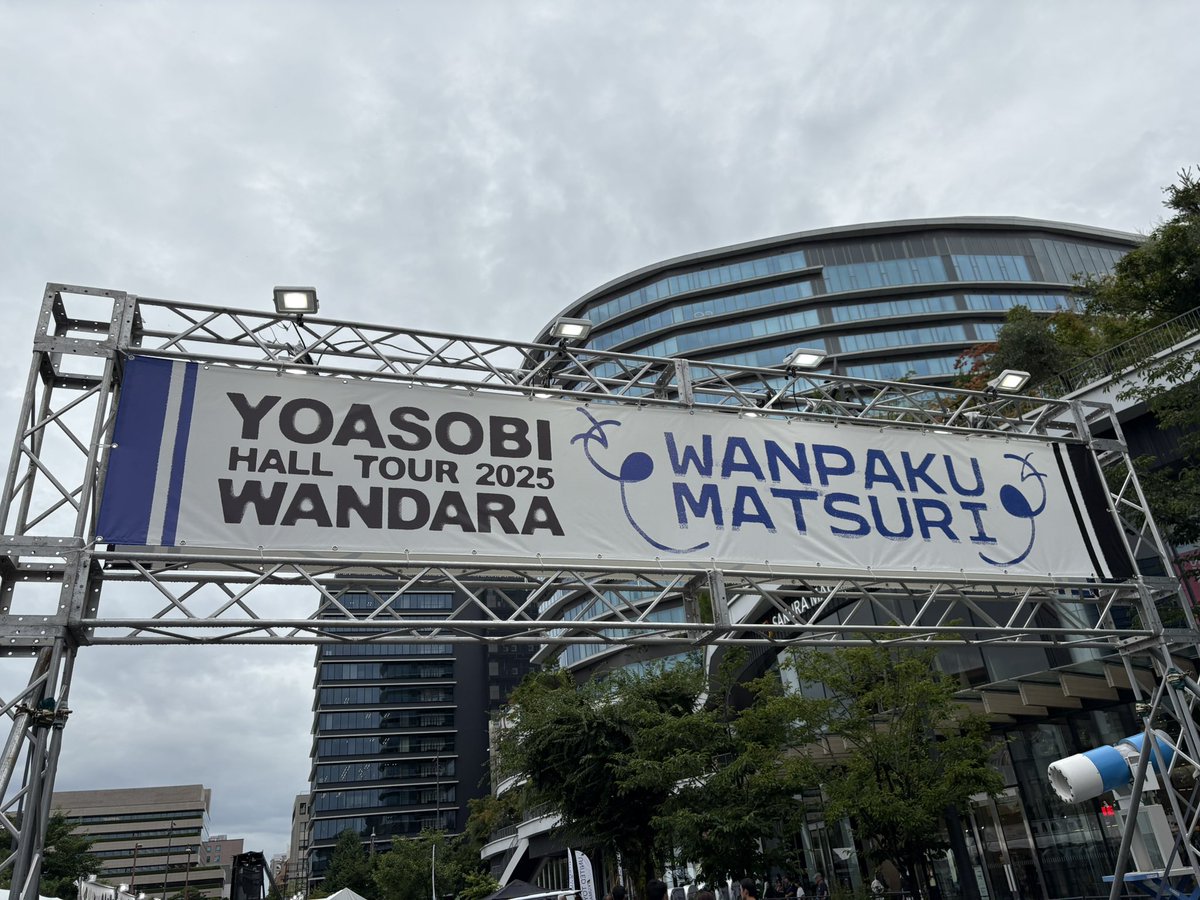 YOASOBI
HALL TOUR 2025
WANDARA
WANPAKU
MATSURI